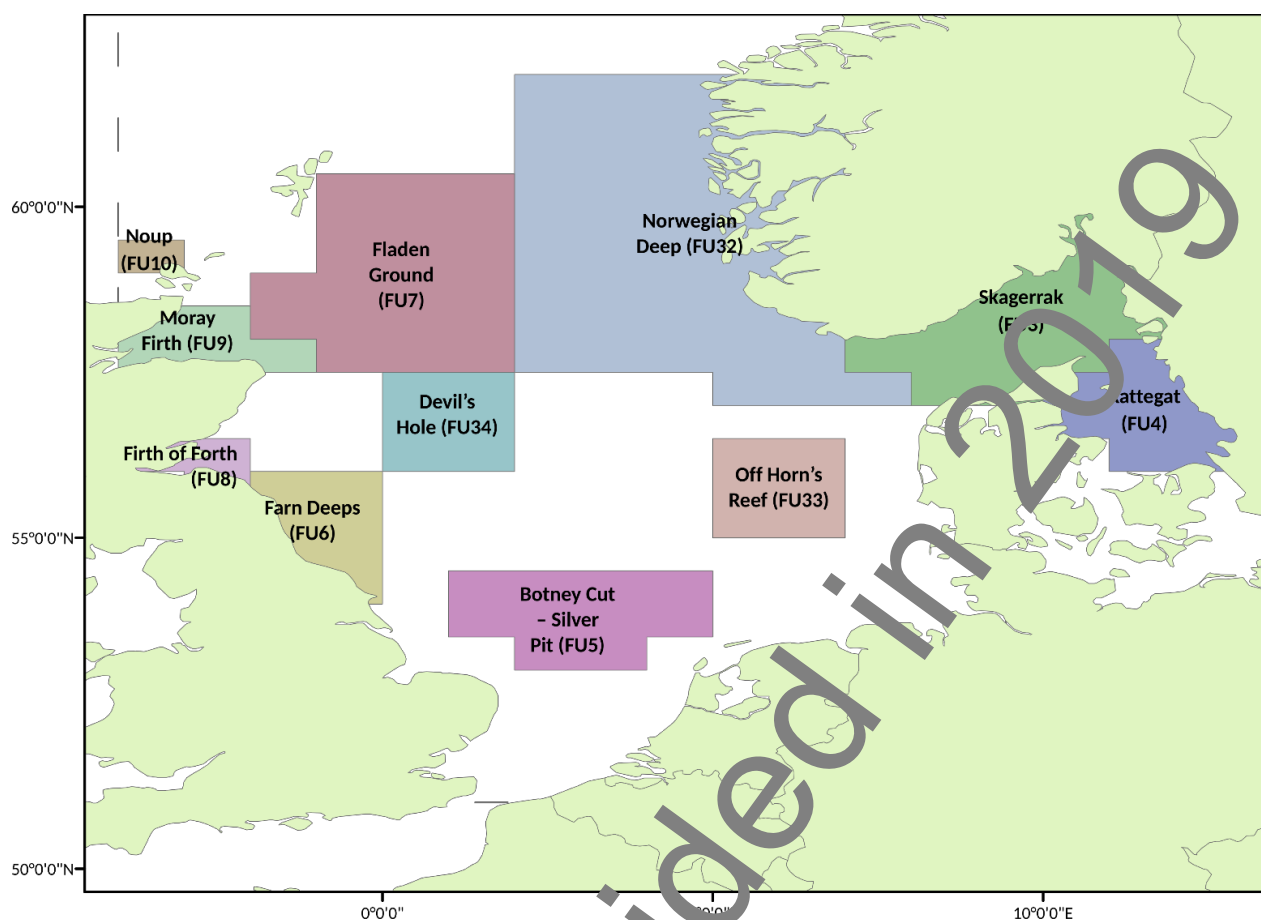 60°0'0"N
Noup
(FU10)
Moray
Firth (FU9)
Fladen
Ground
(FU7)
Norwegian
Deep (FU32)
Skagerrak
Devil's
Hole (FU34)
(FU4)
Firth of Forth
(FU8)
Farn Deeps
(FU6)
Off Horn's
Reef (FU33)
55°0'0"N
Botney Cut
– Silver
Pit (FU5)
50°0'0"N
0°0'0"
10°0'0"E
in 2019